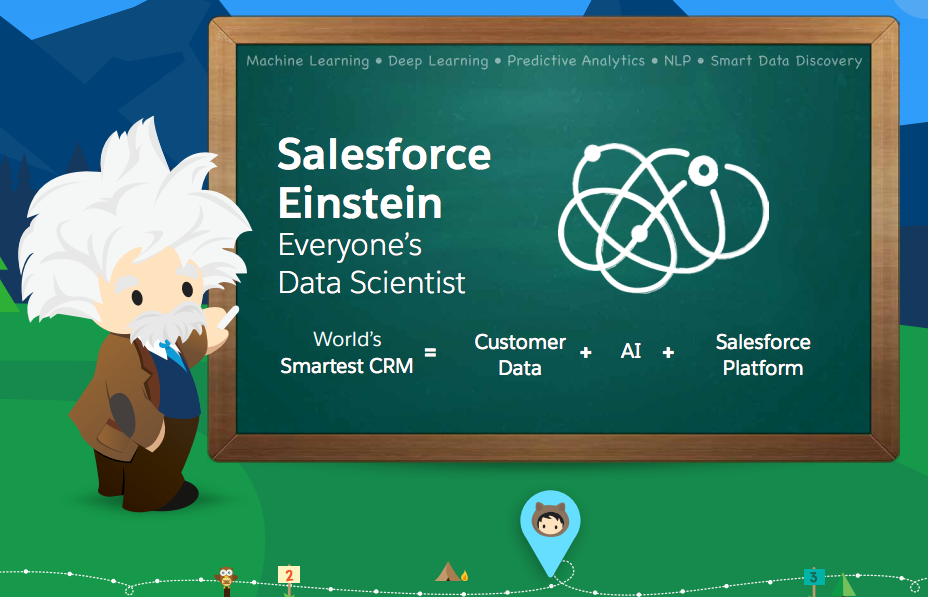 Machine Learning • Deep Learning • Predictive Analytics • NLP • Smart Data Discovery
Salesforce
Einstein
Everyone's
Data Scientist
World's
Smartest CRM
=
Customer
Data
+
AI
+
Salesforce
Platform
2
3